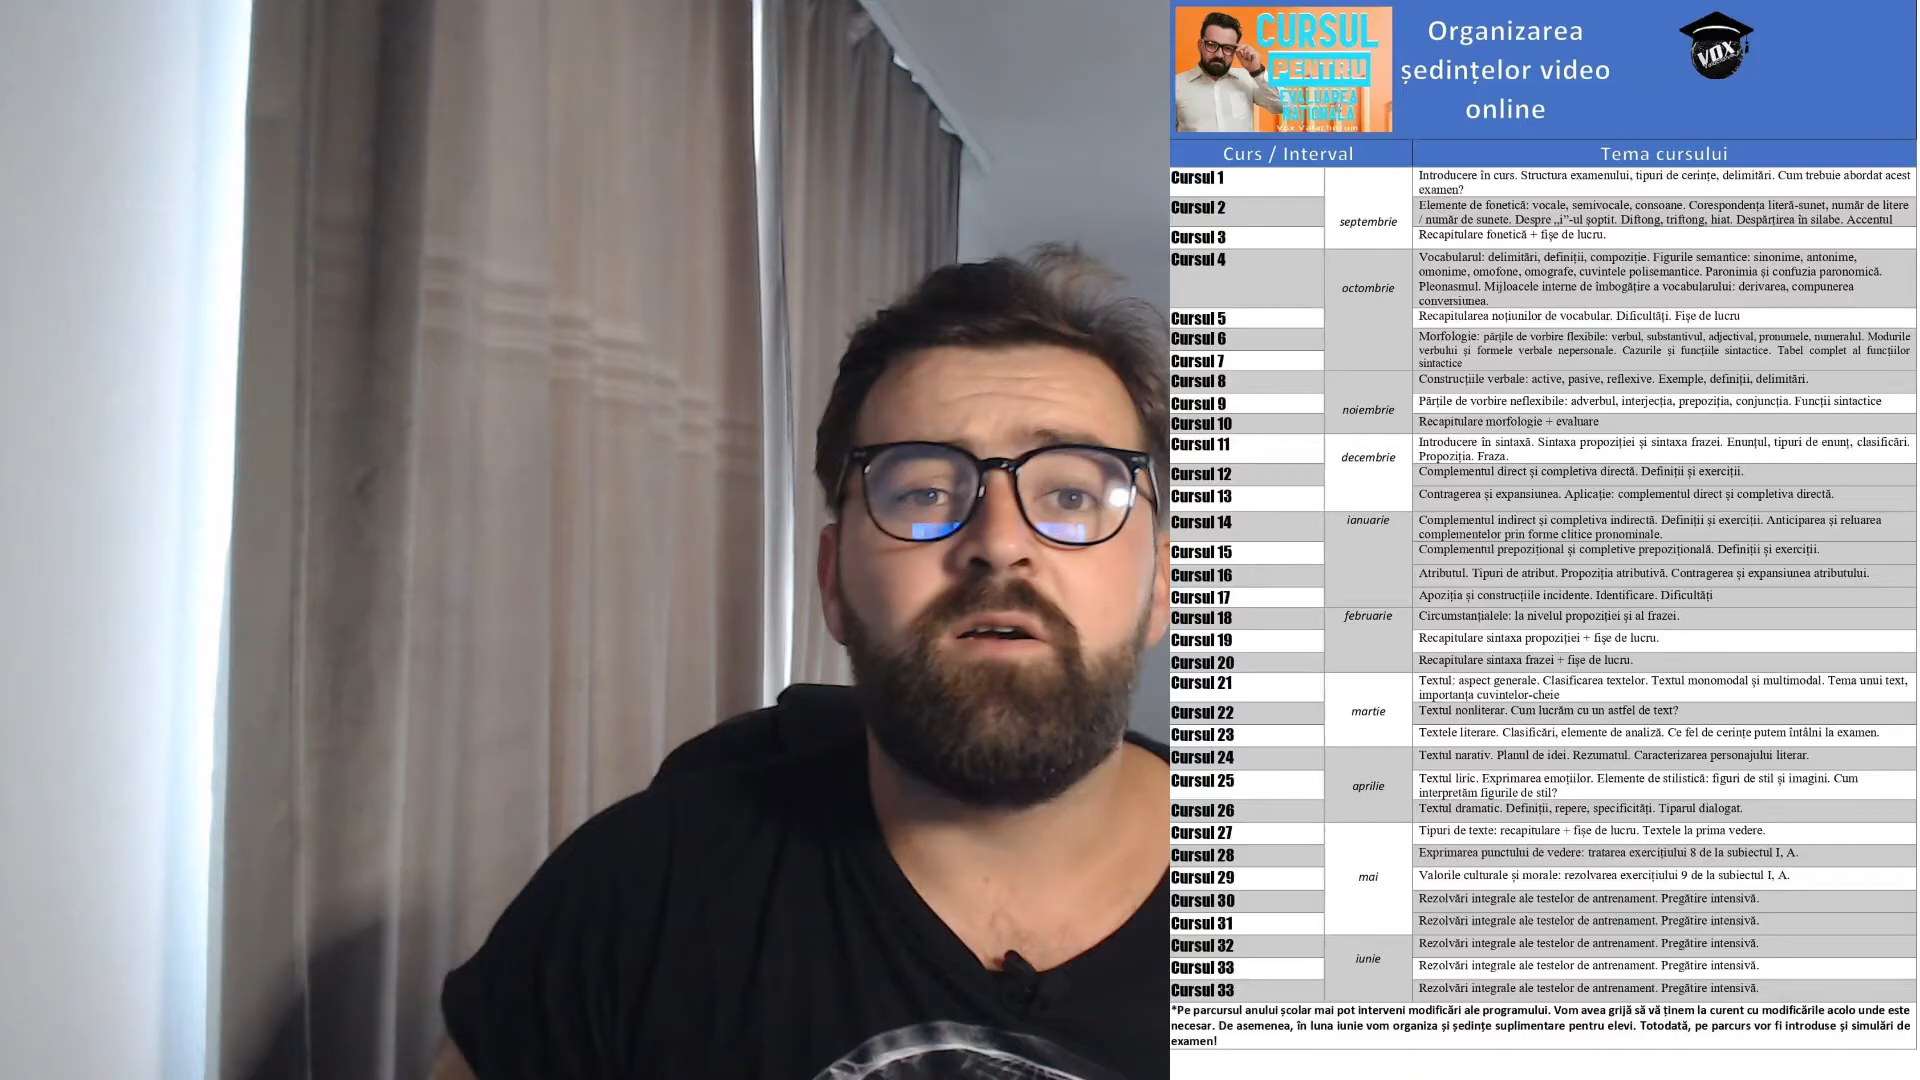 CURSUL
PENTRU
EVALUAREA
NAȚIONALĂ
Vox Valachorum
Organizarea
ședințelor video
online
VOX
Curs / Interval
Tema cursului
Cursul 1
septembrie
Introducere în curs. Structura examenului, tipuri de cerințe, delimitări. Cum trebuie abordat acest
examen?
Cursul 2
Elemente de fonetică: vocale, semivocale, consoane. Corespondența literă-sunet, număr de litere
/ număr de sunete. Despre „i”-ul șoptit. Diftong, triftong, hiat. Despărțirea în silabe. Accentul
Cursul 3
Recapitulare fonetică + fișe de lucru.
Cursul 4
octombrie
Vocabularul: delimitări, definiții, compoziție. Figurile semantice: sinonime, antonime,
omonime, omofone, omografe, cuvintele polisemantice. Paronimia și confuzia paronomică.
Pleonasmul. Mijloacele interne de îmbogățire a vocabularului: derivarea, compunerea
conversiunea.
Cursul 5
Recapitularea noțiunilor de vocabular. Dificultăți. Fișe de lucru
Cursul 6
Cursul 7
Morfologie: părțile de vorbire flexibile: verbul, substantivul, adjectival, pronumele, numeralul. Modurile
verbului și formele verbale nepersonale. Cazurile și funcțiile sintactice. Tabel complet al funcțiilor
sintactice
Cursul 8
noiembrie
Construcțiile verbale: active, pasive, reflexive. Exemple, definiții, delimitări.
Cursul 9
Părțile de vorbire neflexibile: adverbul, interjecția, prepoziția, conjuncția. Funcții sintactice
Cursul 10
Recapitulare morfologie + evaluare
Cursul 11
decembrie
Introducere în sintaxă. Sintaxa propoziției și sintaxa frazei. Enunțul, tipuri de enunț, clasificări.
Propoziția. Fraza.
Cursul 12
Complementul direct și completiva directă. Definiții și exerciții.
Cursul 13
Contragerea și expansiunea. Aplicație: complementul direct și completiva directă.
Cursul 14
ianuarie
Complementul indirect și completiva indirectă. Definiții și exerciții. Anticiparea și reluarea
complementelor prin forme clitice pronominale.
Cursul 15
Complementul prepozițional și completive prepozițională. Definiții și exerciții.
Cursul 16
Atributul. Tipuri de atribut. Propoziția atributivă. Contragerea și expansiunea atributului.
Cursul 17
Apoziția și construcțiile incidente. Identificare. Dificultăți
Cursul 18
februarie
Circumstanțialele: la nivelul propoziției și al frazei.
Cursul 19
Recapitulare sintaxa propoziției + fișe de lucru.
Cursul 20
Recapitulare sintaxa frazei + fișe de lucru.
Cursul 21
martie
Textul: aspect generale. Clasificarea textelor. Textul monomodal și multimodal. Tema unui text,
importanța cuvintelor-cheie
Cursul 22
Textul nonliterar. Cum lucrăm cu un astfel de text?
Cursul 23
Textele literare. Clasificări, elemente de analiză. Ce fel de cerințe putem întâlni la examen.
Cursul 24
aprilie
Textul narativ. Planul de idei. Rezumatul. Caracterizarea personajului literar.
Cursul 25
Textul liric. Exprimarea emoțiilor. Elemente de stilistică: figuri de stil și imagini. Cum
interpretăm figurile de stil?
Cursul 26
Textul dramatic. Definiții, repere, specificități. Tiparul dialogat.
Cursul 27
mai
Tipuri de texte: recapitulare + fișe de lucru. Textele la prima vedere.
Cursul 28
Exprimarea punctului de vedere: tratarea exercițiului 8 de la subiectul I, A.
Cursul 29
Valorile culturale și morale: rezolvarea exercițiului 9 de la subiectul I, A.
Cursul 30
Rezolvări integrale ale testelor de antrenament. Pregătire intensivă.
Cursul 31
Rezolvări integrale ale testelor de antrenament. Pregătire intensivă.
Cursul 32
iunie
Rezolvări integrale ale testelor de antrenament. Pregătire intensivă.
Cursul 33
Rezolvări integrale ale testelor de antrenament. Pregătire intensivă.
Cursul 33
Rezolvări integrale ale testelor de antrenament. Pregătire intensivă.
*Pe parcursul anului școlar mai pot interveni modificări ale programului. Vom avea grijă să vă ținem la curent cu modificările acolo unde este
necesar. De asemenea, în luna iunie vom organiza și ședințe suplimentare pentru elevi. Totodată, pe parcurs vor fi introduse și simulări de
examen!